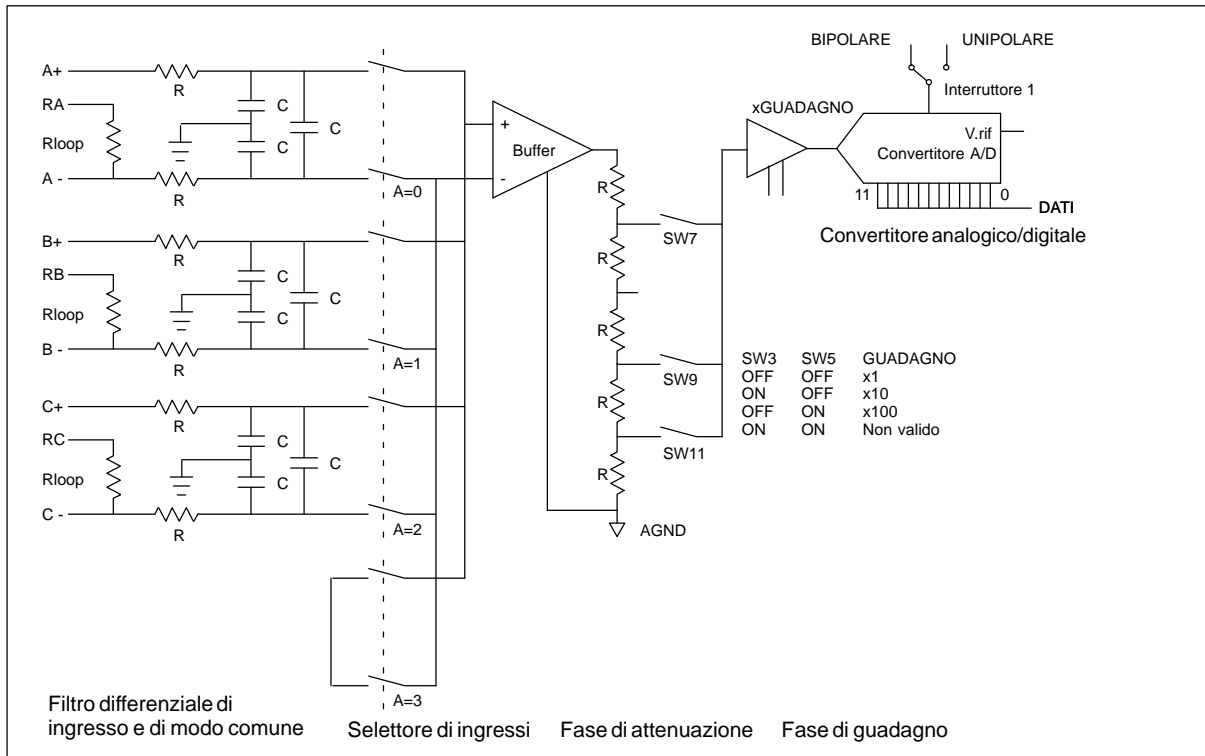 BIPOLARE UNIPOLARE
Interruttore 1
xGUADAGNO
V.rif
Convertitore A/D
11 0
DATI
Convertitore analogico/digitale
A+
R
RA
Rloop
C
C
C
A -
R
A=0
B+
R
RB
Rloop
C
C
C
B -
R
A=1
C+
R
RC
Rloop
C
C
C
C -
R
A=2
A=3
+
Buffer
-
R
SW7
R
R
SW9
R
SW11
R
AGND
SW3 SW5 GUADAGNO
OFF OFF x1
ON OFF x10
OFF ON x100
ON ON Non valido
Filtro differenziale di
ingresso e di modo comune
Selettore di ingressi
Fase di attenuazione
Fase di guadagno